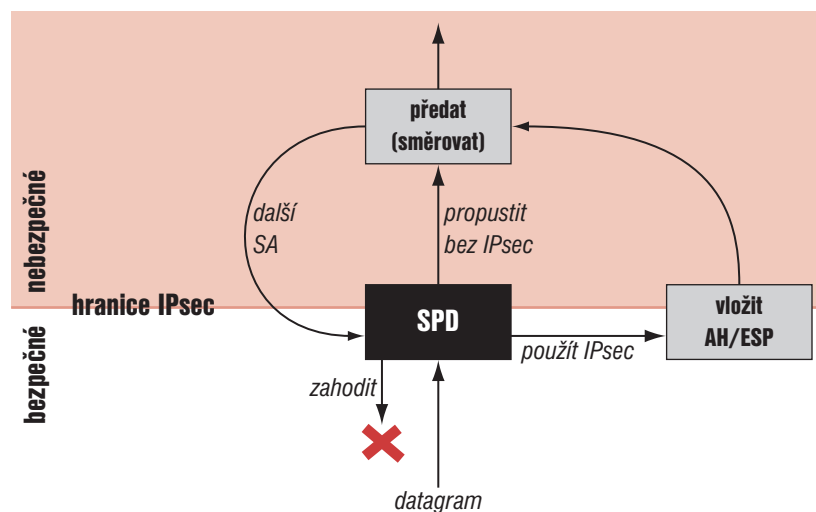 předat
(směrovat)
další
SA
propustit
bez IPsec
nebezpečné
hranice IPsec
bezpečné
SPD
vložit
AH/ESP
použít IPsec
zahodit
datagram